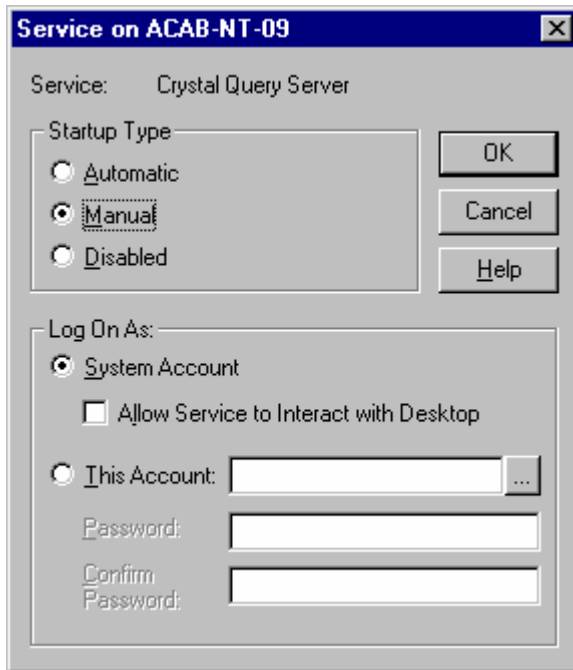 Service on ACAB-NT-09
Service: Crystal Query Server
Startup Type
Automatic
Manual
Disabled
OK
Cancel
Help
Log On As:
System Account
Allow Service to Interact with Desktop
This Account:
...
Password:
Confirm
Password: